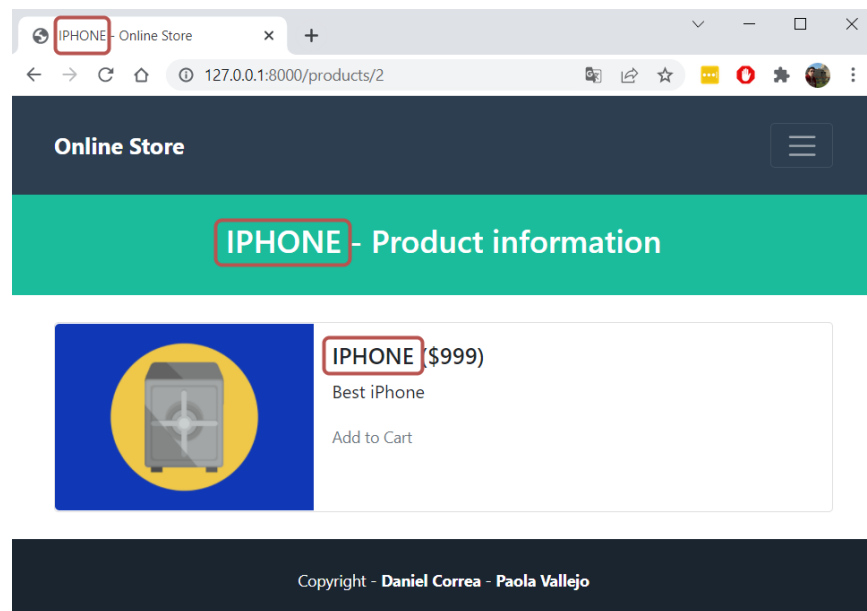 IPHONE - Online Store
127.0.0.1:8000/products/2
Online Store
IPHONE - Product information
IPHONE ($999)
Best iPhone
Add to Cart
Copyright - Daniel Correa - Paola Vallejo